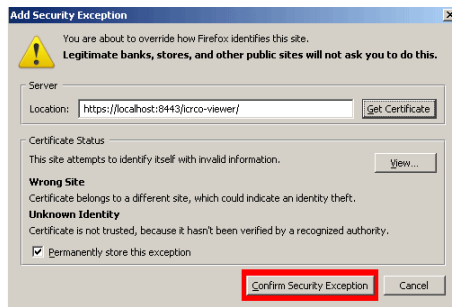 Add Security Exception
You are about to override how Firefox identifies this site.
Legitimate banks, stores, and other public sites will not ask you to do this.
Server
Location: https://localhost:8443/icrco-viewer/ Get Certificate
Certificate Status
This site attempts to identify itself with invalid information.
View...
Wrong Site
Certificate belongs to a different site, which could indicate an identity theft.
Unknown Identity
Certificate is not trusted, because it hasn't been verified by a recognized authority.
Permanently store this exception
Confirm Security Exception Cancel